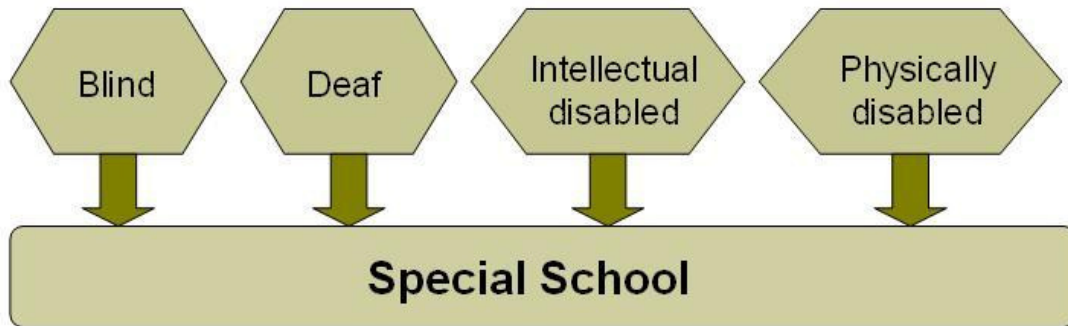 Blind
Deaf
Intellectual
disabled
Physically
disabled
Special School